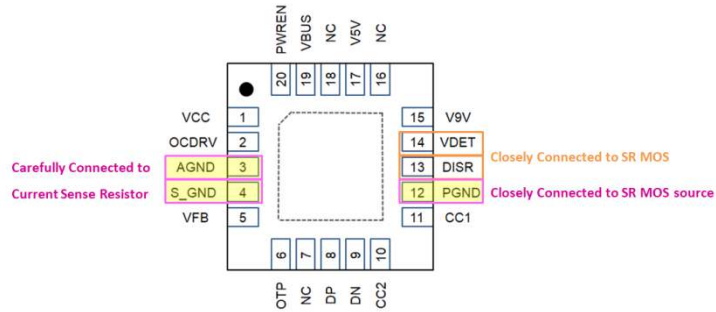 PWREN VBUS NC V5V NC
20 19 18 17 16
VCC 1 15 V9V
OCDRV 2 14 VDET
Closely Connected to SR MOS
Carefully Connected to AGND 3 13 DISR
Current Sense Resistor S_GND 4 12 PGND Closely Connected to SR MOS source
VFB 5 11 CC1
6 7 8 9 10
OTP NC DP DN CC2